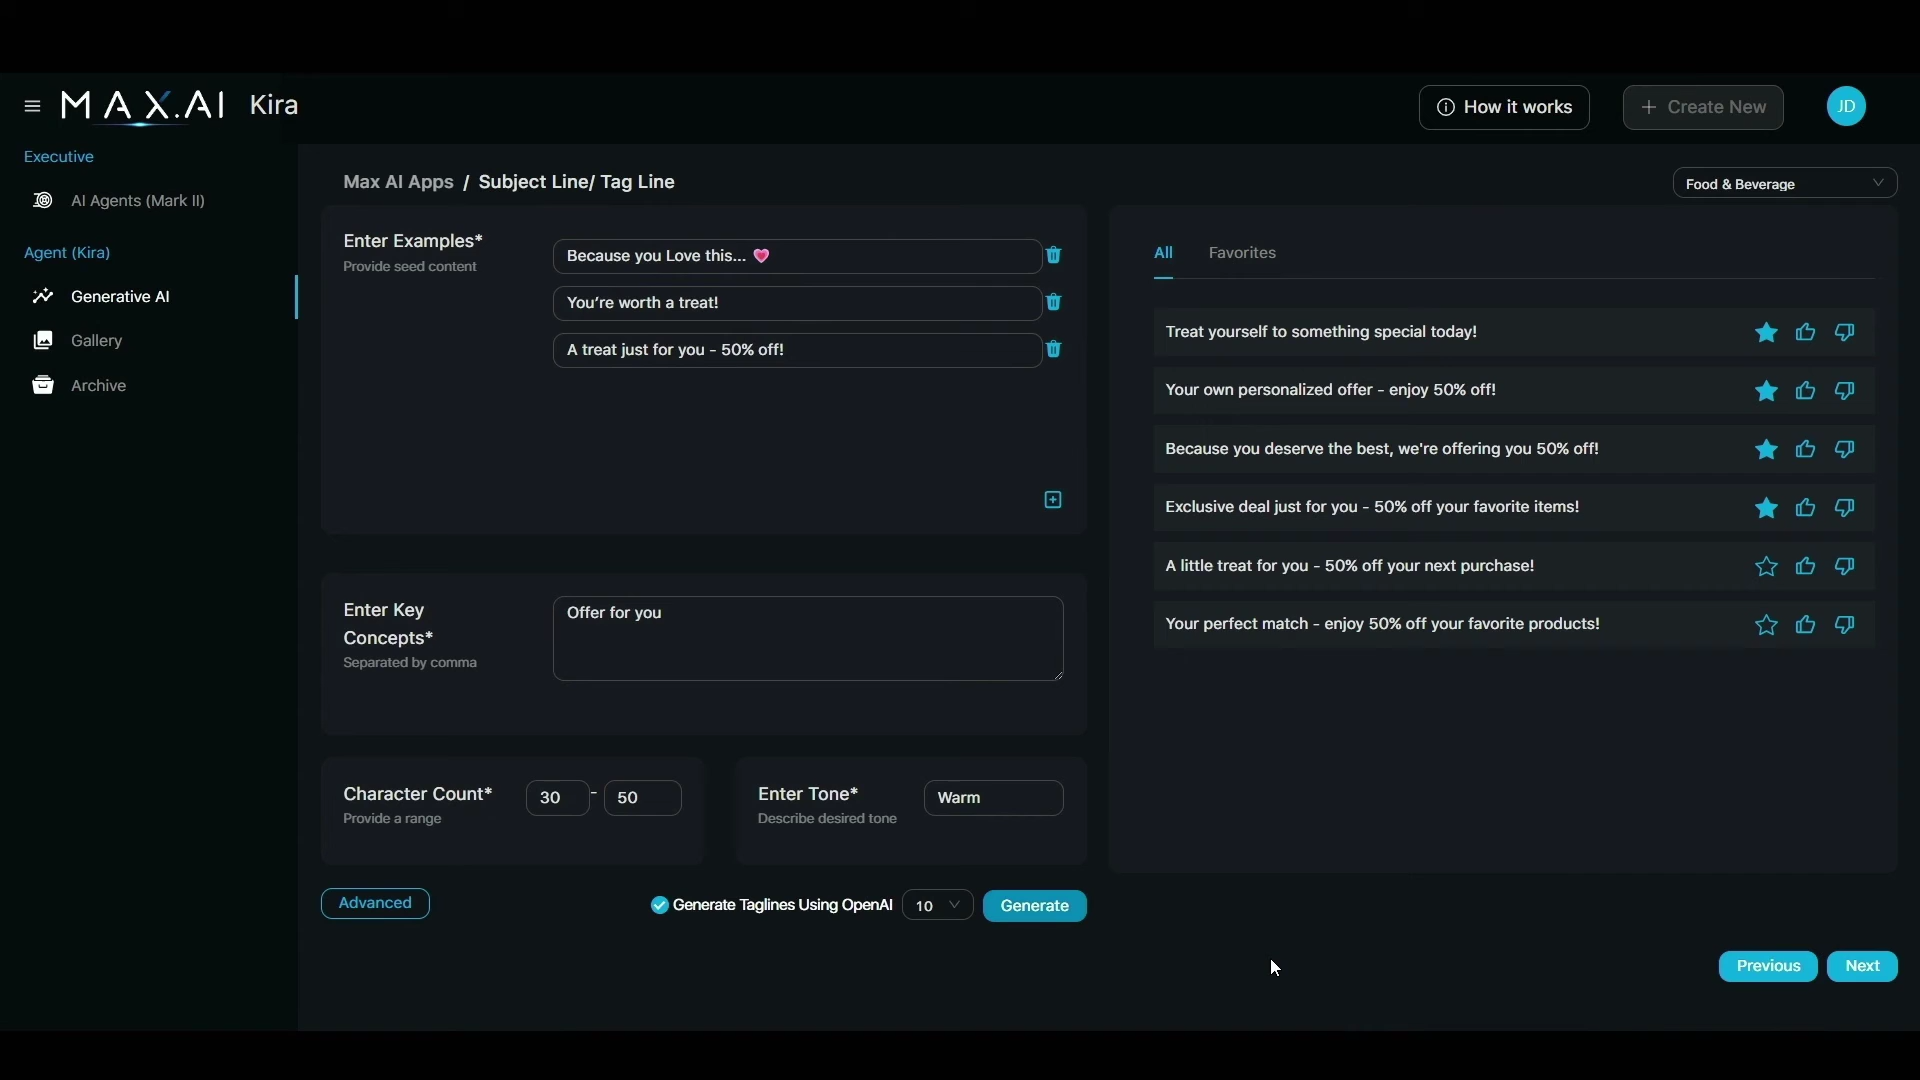 MAX.AI Kira
How it works
+ Create New
JD
Executive
AI Agents (Mark II)
Agent (Kira)
Generative AI
Gallery
Archive
Max AI Apps / Subject Line/ Tag Line
Food & Beverage
Enter Examples*
Provide seed content
Because you Love this... 💗
You're worth a treat!
A treat just for you - 50% off!
Enter Key
Concepts*
Separated by comma
Offer for you
Character Count*
Provide a range
30 - 50
Enter Tone*
Describe desired tone
Warm
Advanced
Generate Taglines Using OpenAI
10
Generate
All
Favorites
Treat yourself to something special today!
Your own personalized offer - enjoy 50% off!
Because you deserve the best, we're offering you 50% off!
Exclusive deal just for you - 50% off your favorite items!
A little treat for you - 50% off your next purchase!
Your perfect match - enjoy 50% off your favorite products!
Previous
Next